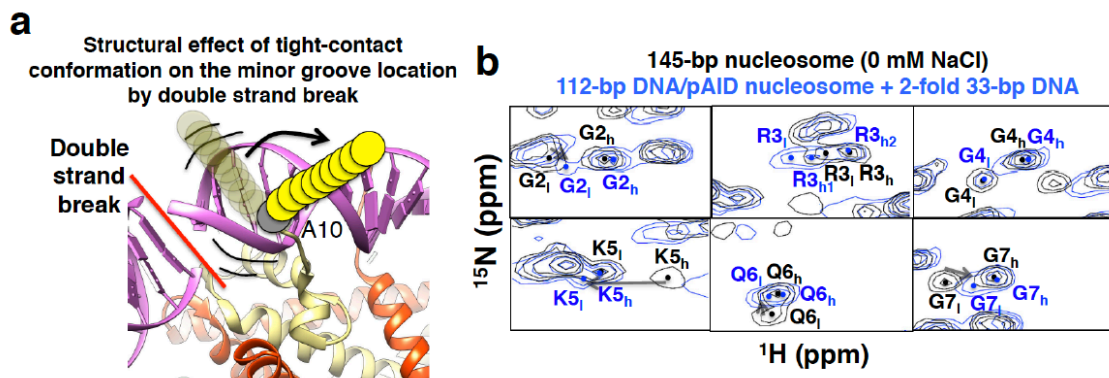 a
Structural effect of tight-contact
conformation on the minor groove location
by double strand break
Double
strand
break
A10
b
145-bp nucleosome (0 mM NaCl)
112-bp DNA/pAID nucleosome + 2-fold 33-bp DNA
15N (ppm)
G2h
G2l
G2l
G2h
R3l
R3h2
R3h1
R3l
R3h
G4h
G4h
G4l
G4l
K5l
K5h
K5l
K5h
Q6l
Q6h
Q6h
Q6l
G7h
G7l
G7l
G7h
1H (ppm)